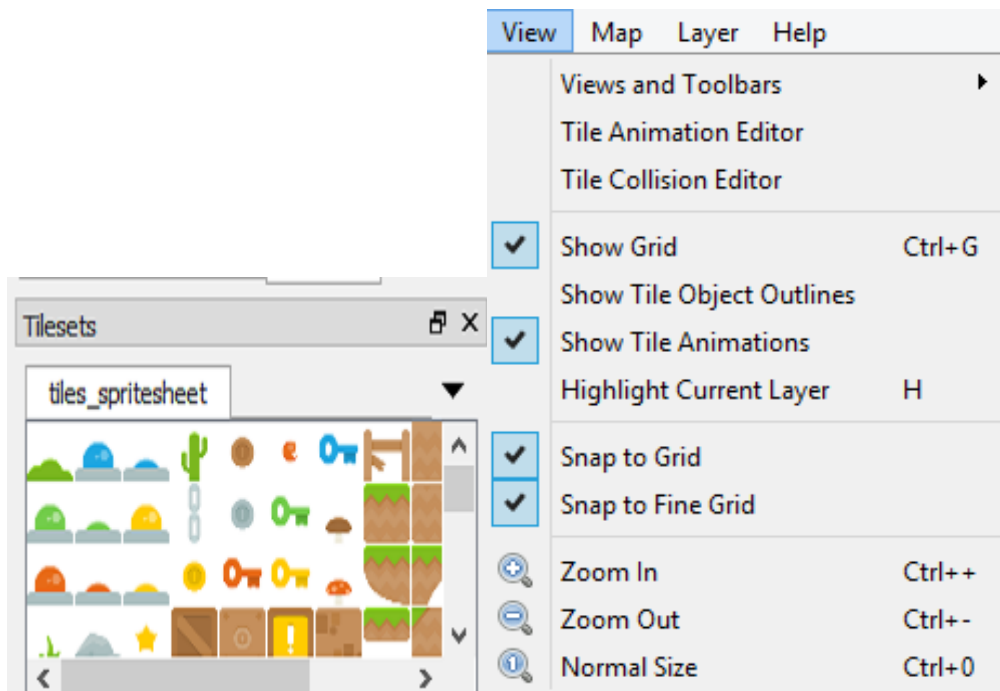 View Map Layer Help
Views and Toolbars
Tile Animation Editor
Tile Collision Editor
Show Grid Ctrl+G
Show Tile Object Outlines
Show Tile Animations
Highlight Current Layer H
Snap to Grid
Snap to Fine Grid
Zoom In Ctrl++
Zoom Out Ctrl+-
Normal Size Ctrl+0
Tilesets
tiles_spritesheet